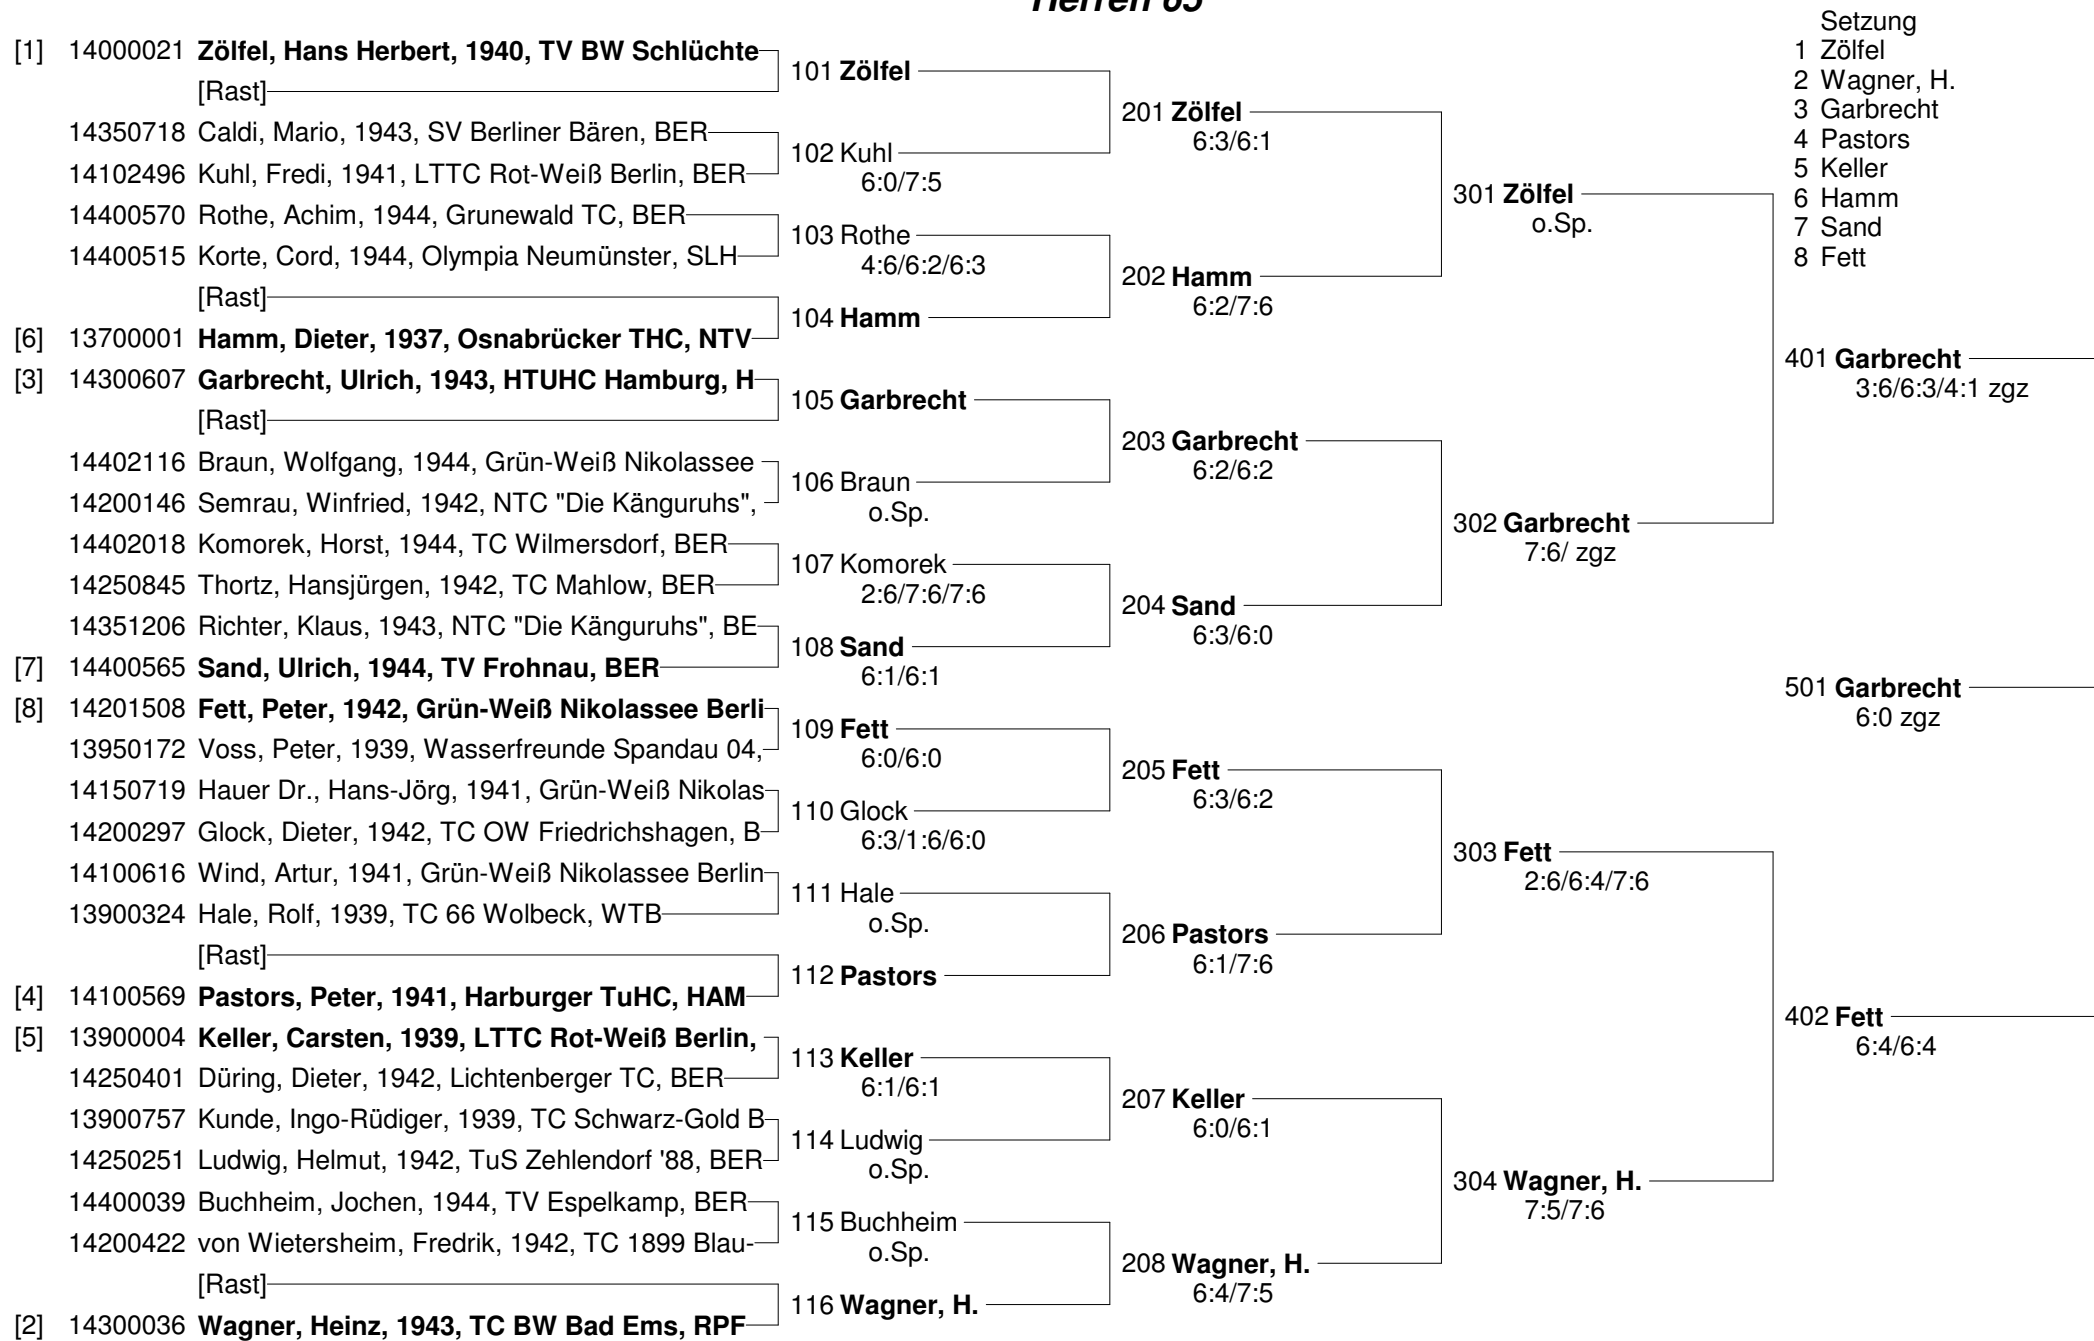 Herren 65
[1] 14000021 Zölfel, Hans Herbert, 1940, TV BW Schlüchte
[Rast]
14350718 Caldi, Mario, 1943, SV Berliner Bären, BER
14102496 Kuhl, Fredi, 1941, LTTC Rot-Weiß Berlin, BER
14400570 Rothe, Achim, 1944, Grunewald TC, BER
14400515 Korte, Cord, 1944, Olympia Neumünster, SLH
[Rast]
[6] 13700001 Hamm, Dieter, 1937, Osnabrücker THC, NTV
[3] 14300607 Garbrecht, Ulrich, 1943, HTUHC Hamburg, H
[Rast]
14402116 Braun, Wolfgang, 1944, Grün-Weiß Nikolassee
14200146 Semrau, Winfried, 1942, NTC "Die Känguruhs",
14402018 Komorek, Horst, 1944, TC Wilmersdorf, BER
14250845 Thortz, Hansjürgen, 1942, TC Mahlow, BER
14351206 Richter, Klaus, 1943, NTC "Die Känguruhs", BE
[7] 14400565 Sand, Ulrich, 1944, TV Frohnau, BER
[8] 14201508 Fett, Peter, 1942, Grün-Weiß Nikolassee Berli
13950172 Voss, Peter, 1939, Wasserfreunde Spandau 04,
14150719 Hauer Dr., Hans-Jörg, 1941, Grün-Weiß Nikolas
14200297 Glock, Dieter, 1942, TC OW Friedrichshagen, B
14100616 Wind, Artur, 1941, Grün-Weiß Nikolassee Berlin
13900324 Hale, Rolf, 1939, TC 66 Wolbeck, WTB
[Rast]
[4] 14100569 Pastors, Peter, 1941, Harburger TuHC, HAM
[5] 13900004 Keller, Carsten, 1939, LTTC Rot-Weiß Berlin,
14250401 Düring, Dieter, 1942, Lichtenberger TC, BER
13900757 Kunde, Ingo-Rüdiger, 1939, TC Schwarz-Gold B
14250251 Ludwig, Helmut, 1942, TuS Zehlendorf '88, BER
14400039 Buchheim, Jochen, 1944, TV Espelkamp, BER
14200422 von Wietersheim, Fredrik, 1942, TC 1899 Blau-
[Rast]
[2] 14300036 Wagner, Heinz, 1943, TC BW Bad Ems, RPF
101 Zölfel
102 Kuhl
6:0/7:5
103 Rothe
4:6/6:2/6:3
104 Hamm
105 Garbrecht
106 Braun
o.Sp.
107 Komorek
2:6/7:6/7:6
108 Sand
6:1/6:1
109 Fett
6:0/6:0
110 Glock
6:3/1:6/6:0
111 Hale
o.Sp.
112 Pastors
113 Keller
6:1/6:1
114 Ludwig
o.Sp.
115 Buchheim
o.Sp.
116 Wagner, H.
201 Zölfel
6:3/6:1
202 Hamm
6:2/7:6
203 Garbrecht
6:2/6:2
204 Sand
6:3/6:0
205 Fett
6:3/6:2
206 Pastors
6:1/7:6
207 Keller
6:0/6:1
208 Wagner, H.
6:4/7:5
301 Zölfel
o.Sp.
302 Garbrecht
7:6/ zgz
303 Fett
2:6/6:4/7:6
304 Wagner, H.
7:5/7:6
Setzung
1 Zölfel
2 Wagner, H.
3 Garbrecht
4 Pastors
5 Keller
6 Hamm
7 Sand
8 Fett
401 Garbrecht
3:6/6:3/4:1 zgz
501 Garbrecht
6:0 zgz
402 Fett
6:4/6:4